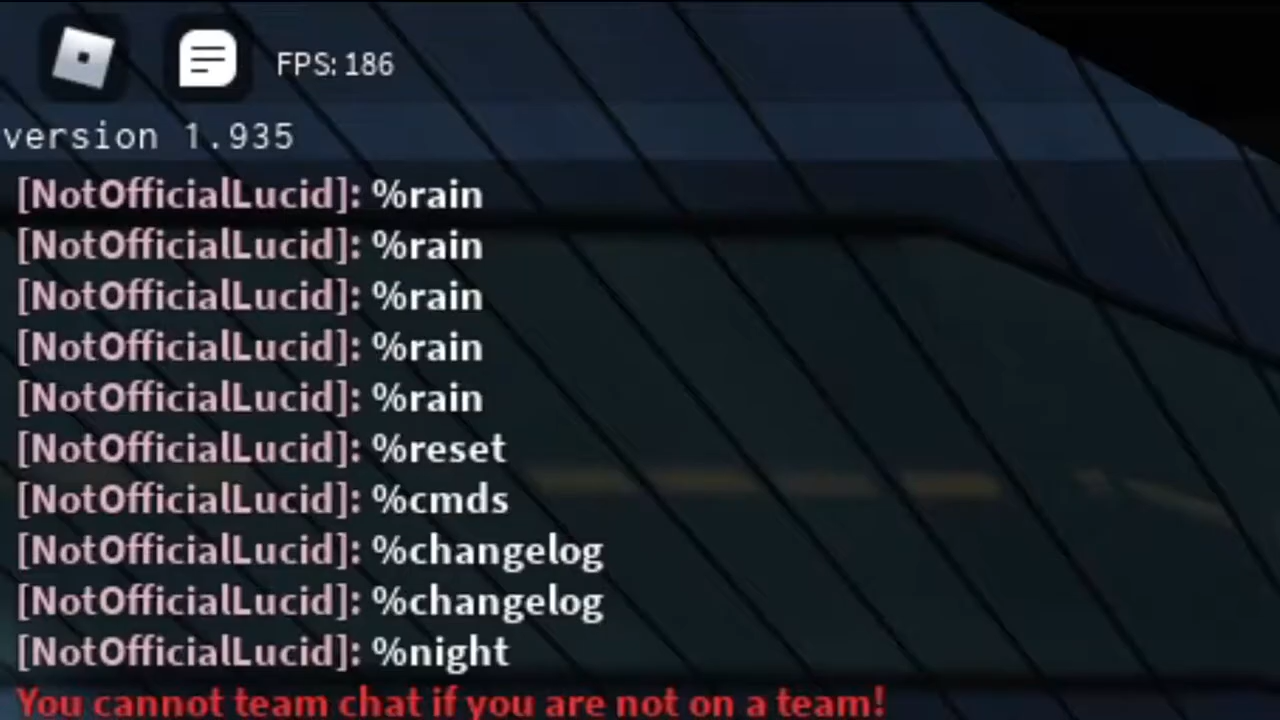 FPS: 186
version 1.935
[NotOfficialLucid]: %rain
[NotOfficialLucid]: %rain
[NotOfficialLucid]: %rain
[NotOfficialLucid]: %rain
[NotOfficialLucid]: %rain
[NotOfficialLucid]: %reset
[NotOfficialLucid]: %cmds
[NotOfficialLucid]: %changelog
[NotOfficialLucid]: %changelog
[NotOfficialLucid]: %night
You cannot team chat if you are not on a team!